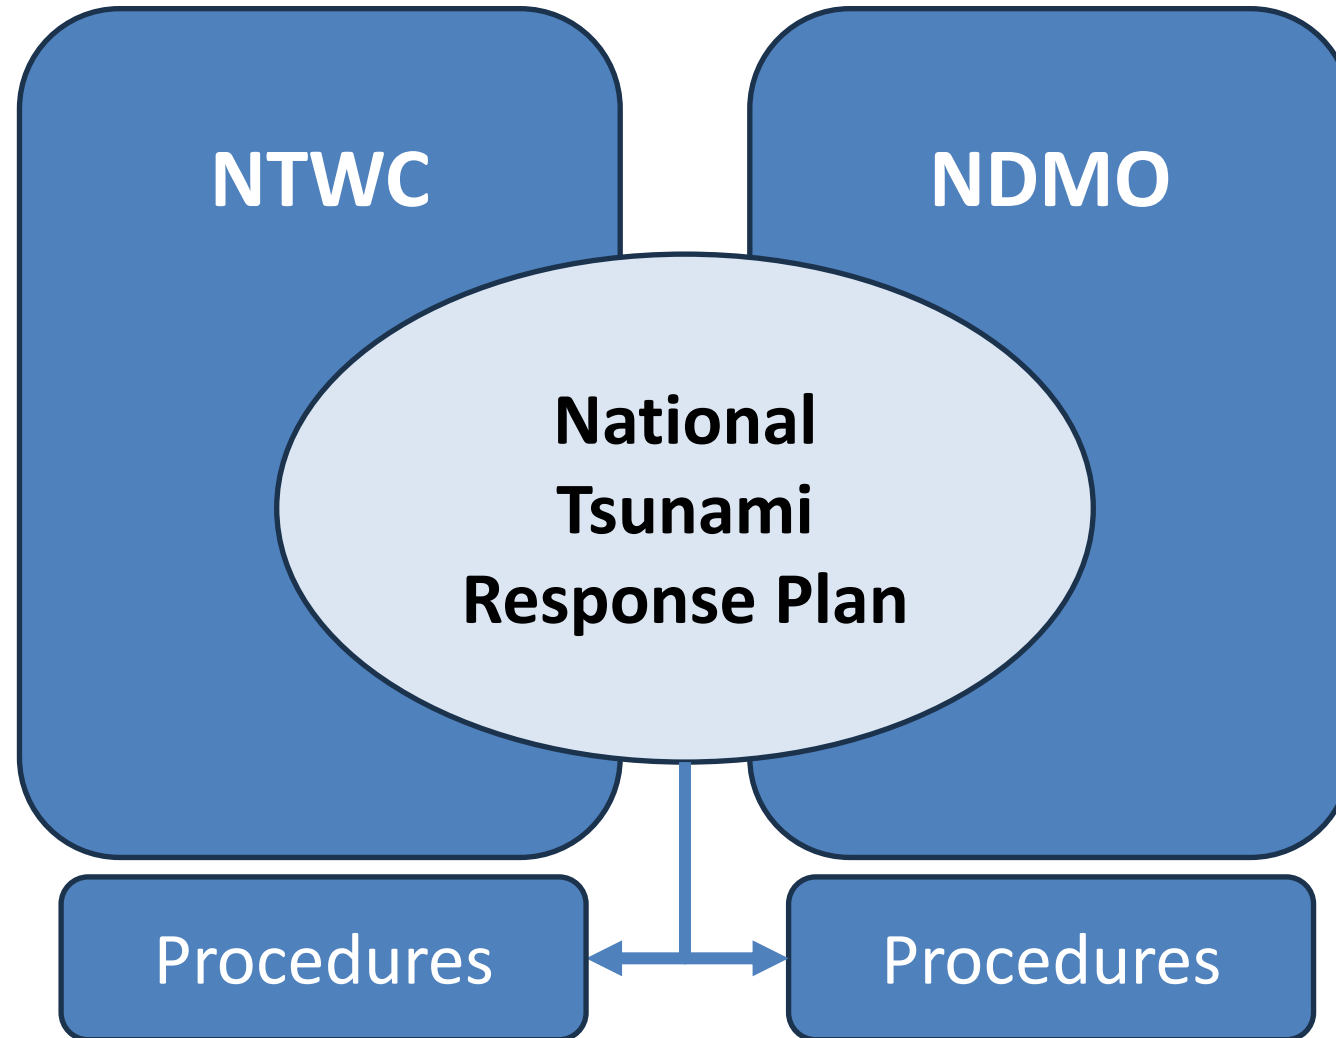 NTWC
NDMO
National
Tsunami
Response Plan
Procedures
Procedures